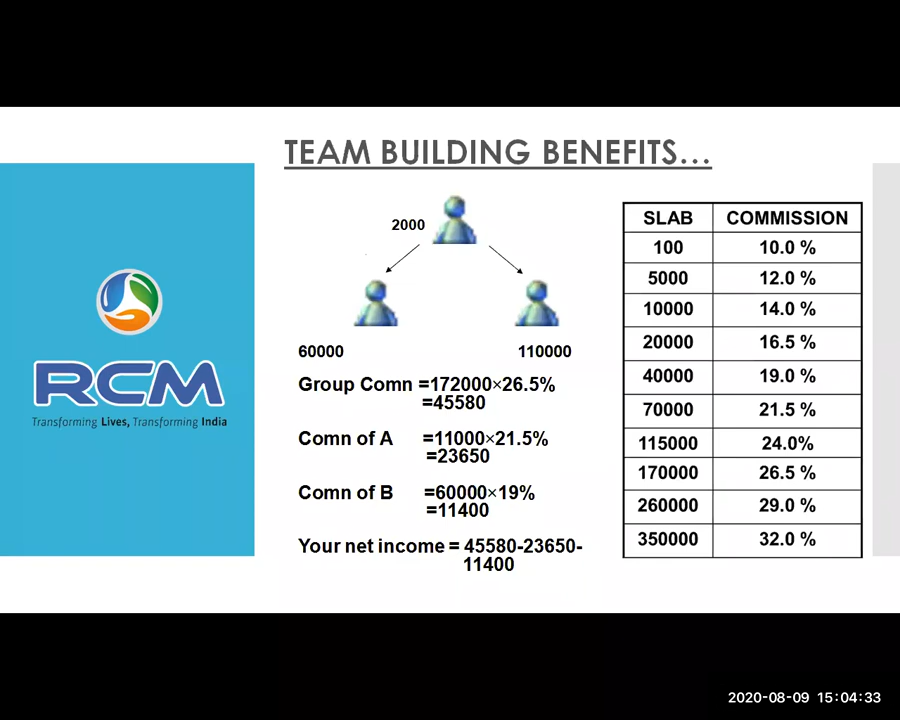 TEAM BUILDING BENEFITS...
2000
60000
110000
Group Comn =172000×26.5%
=45580
Comn of A =11000×21.5%
=23650
Comn of B =60000×19%
=11400
Your net income = 45580-23650-
11400
SLAB COMMISSION
100 10.0 %
5000 12.0 %
10000 14.0 %
20000 16.5 %
40000 19.0 %
70000 21.5 %
115000 24.0%
170000 26.5 %
260000 29.0 %
350000 32.0 %
RCM
Transforming Lives, Transforming India
2020-08-09 15:04:33